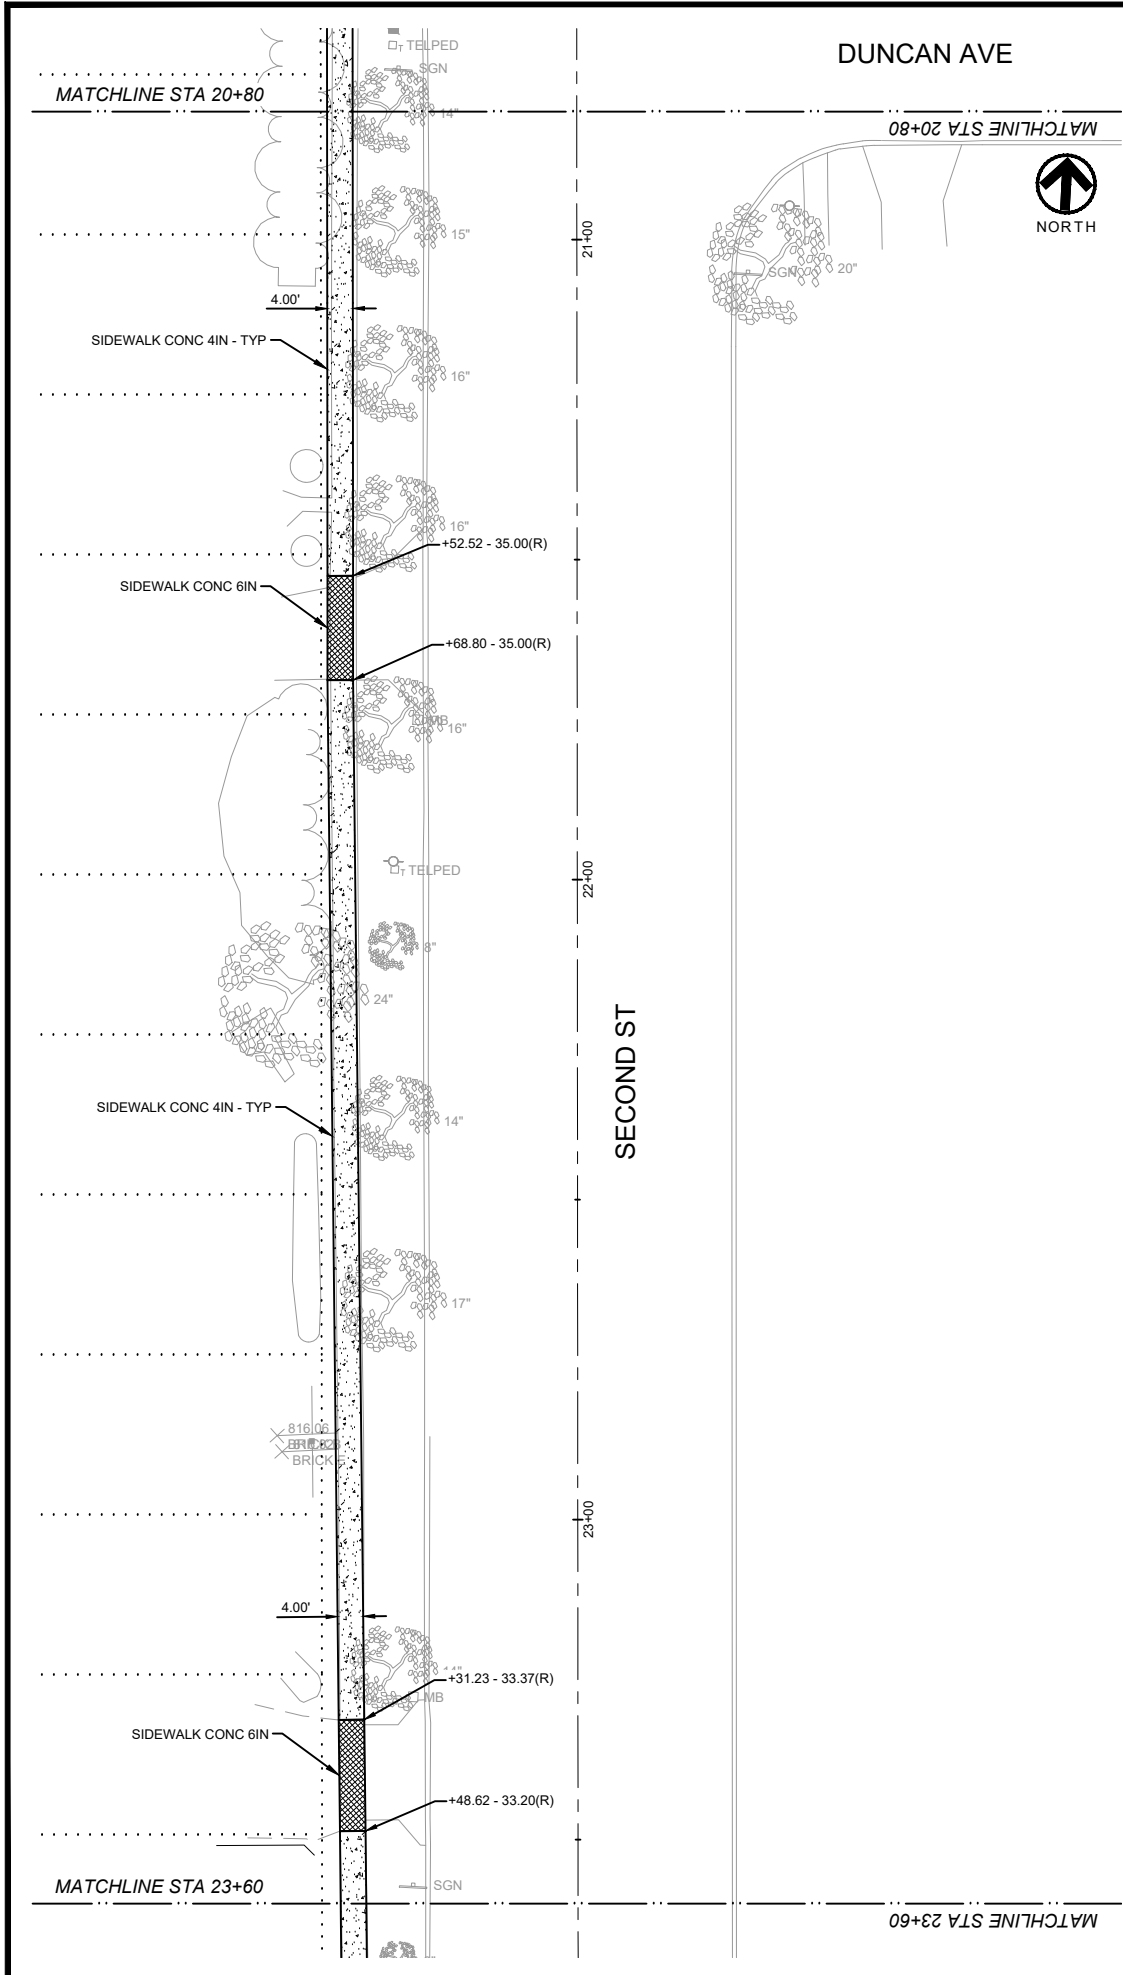 TELPED
SGN
DUNCAN AVE
MATCHLINE STA 20+80
14"
MATCHLINE STA 20+80
NORTH
15"
21+00
SGN
20"
4.00'
SIDEWALK CONC 4IN - TYP
16"
16"
+52.52 - 35.00(R)
SIDEWALK CONC 6IN
+68.80 - 35.00(R)
MB
16"
TELPED
22+00
8"
24"
SECOND ST
SIDEWALK CONC 4IN - TYP
14"
17"
816.06
BRICK E
23+00
4.00'
+31.23 - 33.37(R)
MB
SIDEWALK CONC 6IN
+48.62 - 33.20(R)
MATCHLINE STA 23+60
SGN
MATCHLINE STA 23+60